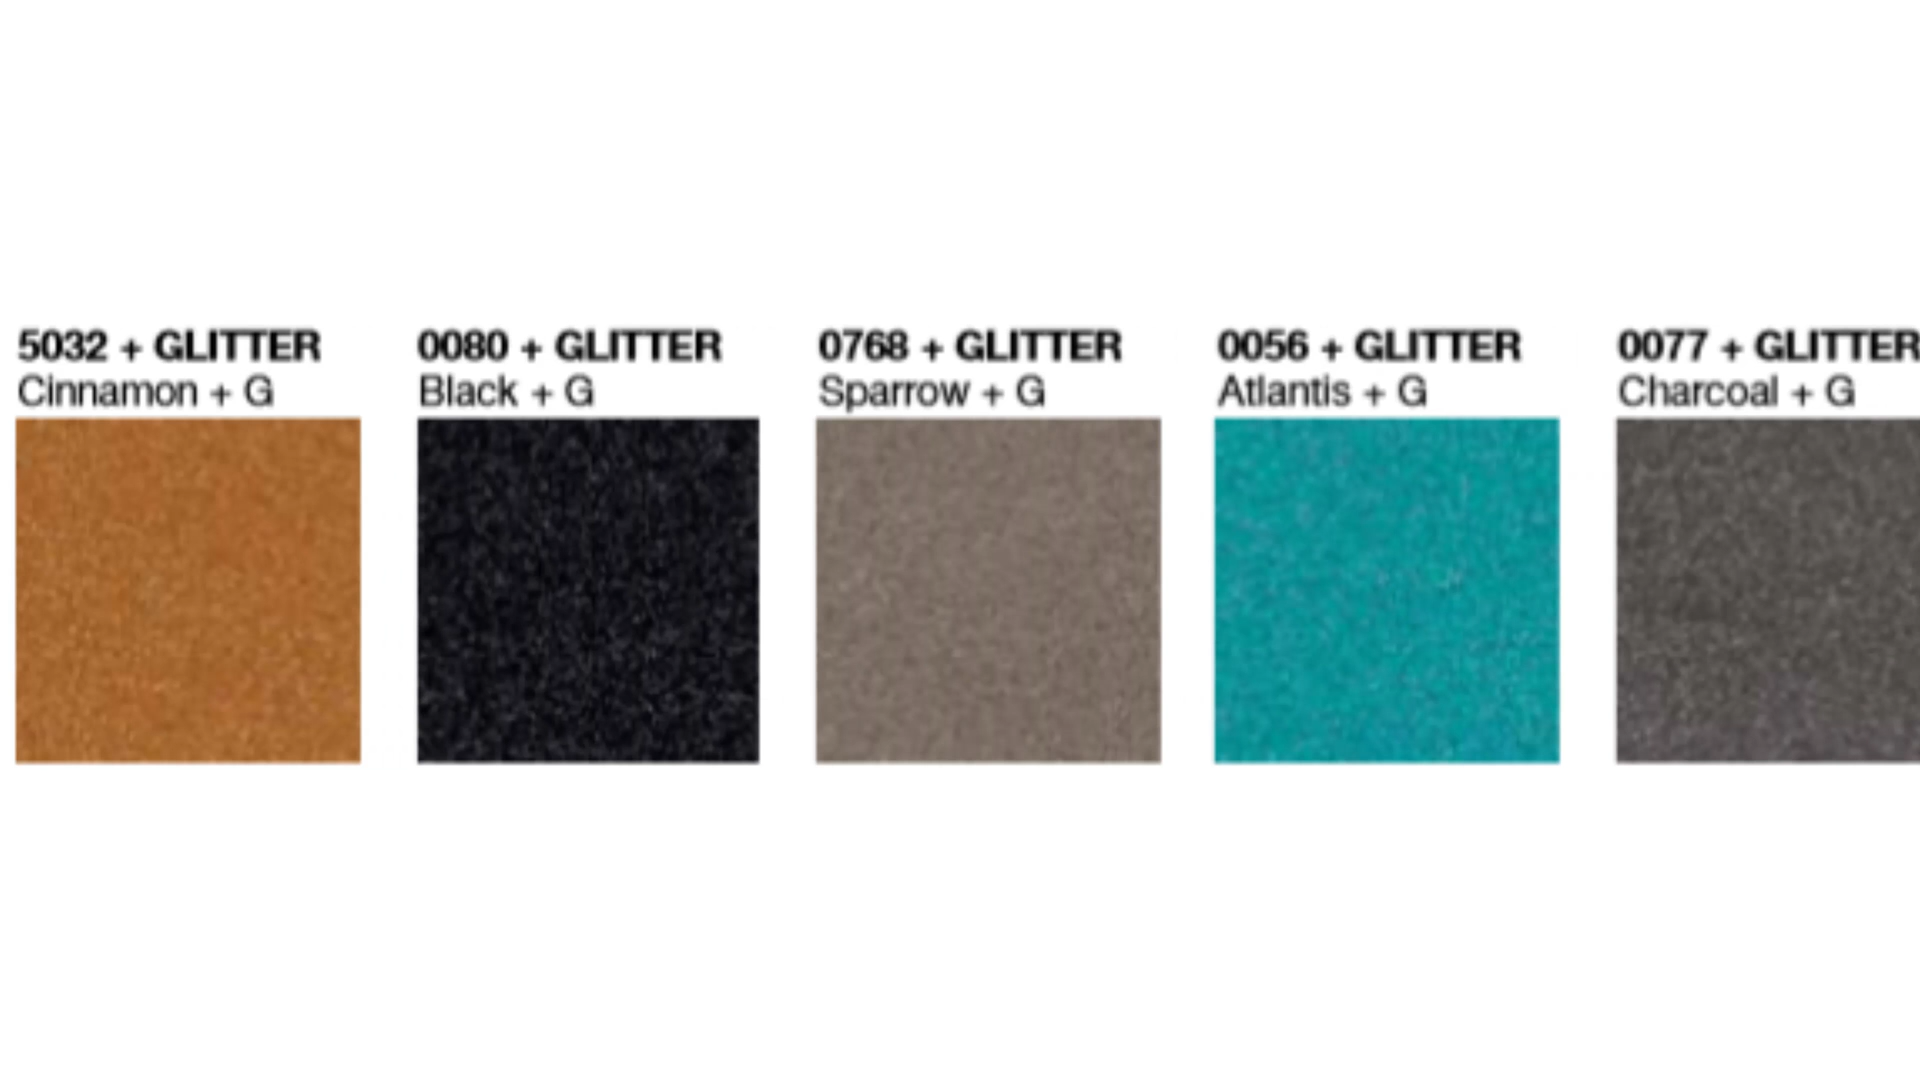 5032 + GLITTER
Cinnamon + G
0080 + GLITTER
Black + G
0768 + GLITTER
Sparrow + G
0056 + GLITTER
Atlantis + G
0077 + GLITTER
Charcoal + G